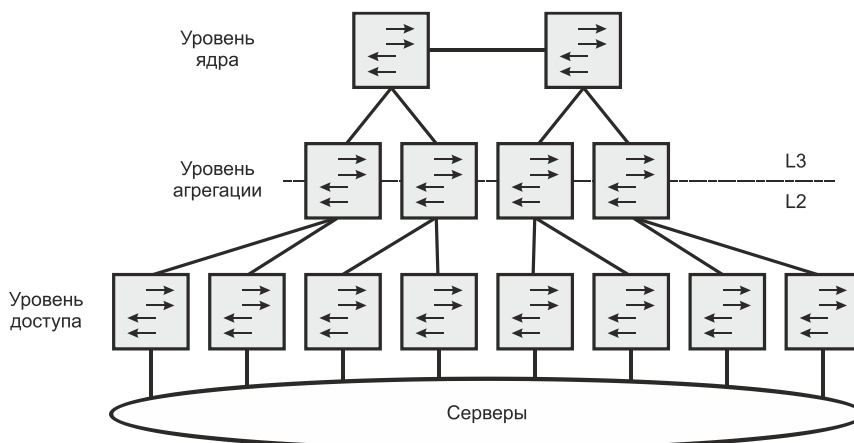 Уровень
ядра
Уровень
агрегации
L3
L2
Уровень
доступа
Серверы